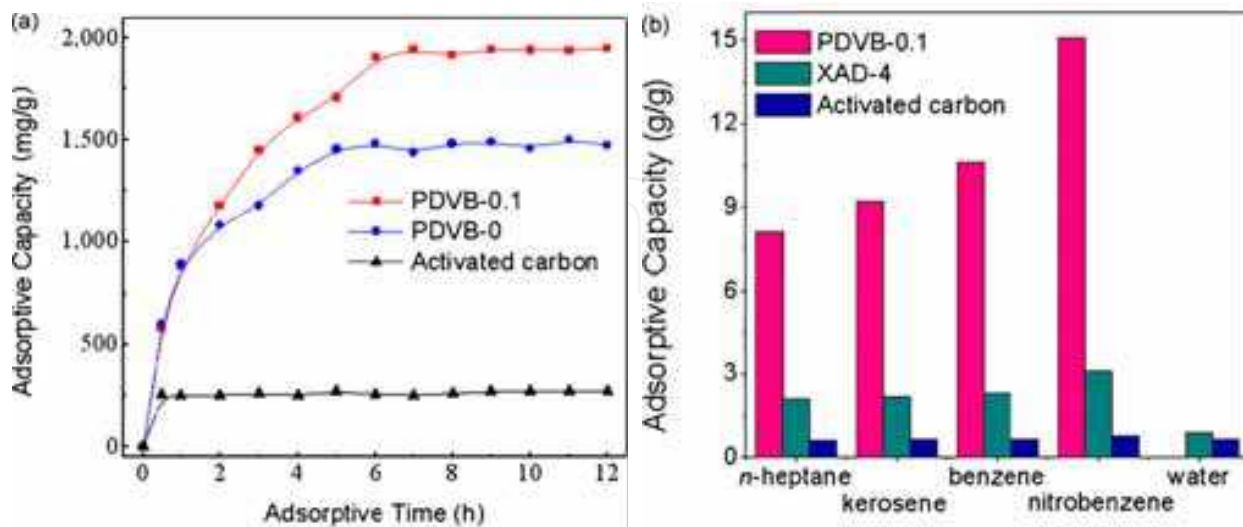 (a)
Adsorptive Capacity (mg/g)
2,000
1,500
1,000
500
0
PDVB-0.1
PDVB-0
Activated carbon
0 2 4 6 8 10 12
Adsorptive Time (h)
(b)
Adsorptive Capacity (g/g)
15
12
9
6
3
0
PDVB-0.1
XAD-4
Activated carbon
n-heptane
kerosene
benzene
nitrobenzene
water